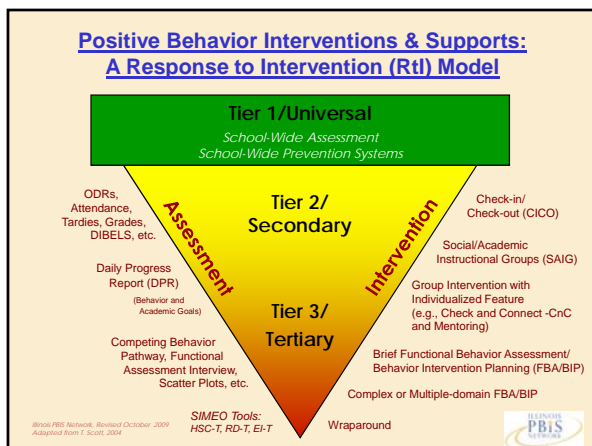 Positive Behavior Interventions & Supports:
A Response to Intervention (RtI) Model
Tier 1/Universal
School-Wide Assessment
School-Wide Prevention Systems
Assessment
Intervention
Tier 2/
Secondary
Tier 3/
Tertiary
ODRs,
Attendance,
Tardies, Grades,
DIBELS, etc.
Daily Progress
Report (DPR)
(Behavior and
Academic Goals)
Competing Behavior
Pathway, Functional
Assessment Interview,
Scatter Plots, etc.
SIMEO Tools:
HSC-T, RD-T, EI-T
Check-in/
Check-out (CICO)
Social/Academic
Instructional Groups (SAIG)
Group Intervention with
Individualized Feature
(e.g., Check and Connect -CnC
and Mentoring)
Brief Functional Behavior Assessment/
Behavior Intervention Planning (FBA/BIP)
Complex or Multiple-domain FBA/BIP
Wraparound
Illinois PBIS Network, Revised October 2009
Adapted from T. Scott, 2004
ILLINOIS
PBIS
NETWORK